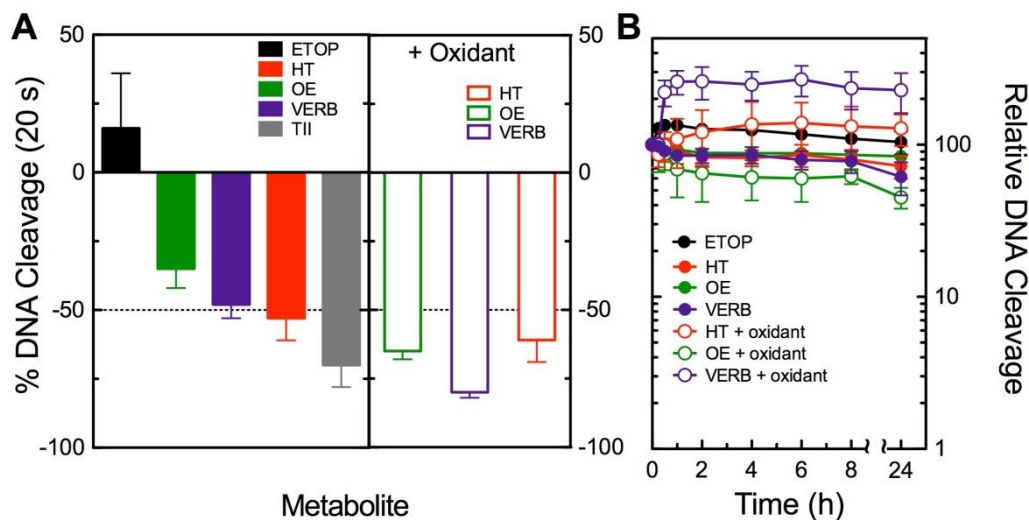 A
50
0
-50
-100
% DNA Cleavage (20 s)
ETOP
HT
OE
VERB
TII
+ Oxidant
HT
OE
VERB
50
0
-50
-100
Metabolite
B
ETOP
HT
OE
VERB
HT + oxidant
OE + oxidant
VERB + oxidant
100
10
1
Relative DNA Cleavage
0 2 4 6 8 24
Time (h)